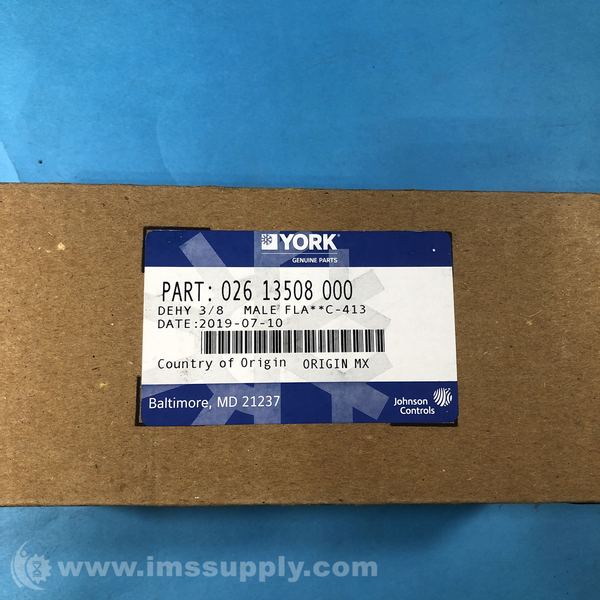 YORK
GENUINE PARTS
PART: 026 13508 000
DEHY 3/8 MALE FLA**C-413
DATE:2019-07-10
Country of Origin ORIGIN MX
Baltimore, MD 21237
Johnson
Controls
www.imssupply.com